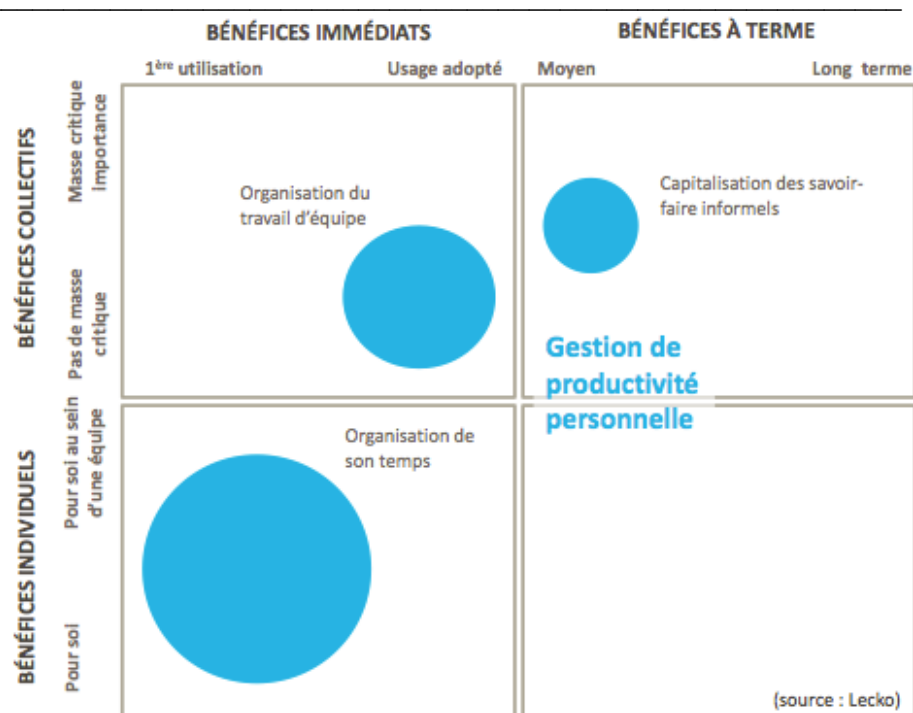 BÉNÉFICES IMMÉDIATS
BÉNÉFICES À TERME
1ère utilisation
Usage adopté
Moyen
Long terme
BÉNÉFICES COLLECTIFS
Masse critique
Importance
Pas de masse
critique
Organisation du
travail d'équipe
Capitalisation des savoir-
faire informels
Gestion de
productivité
personnelle
BÉNÉFICES INDIVIDUELS
Pour soi au sein
d'une équipe
Pour soi
Organisation de
son temps
(source : Lecko)